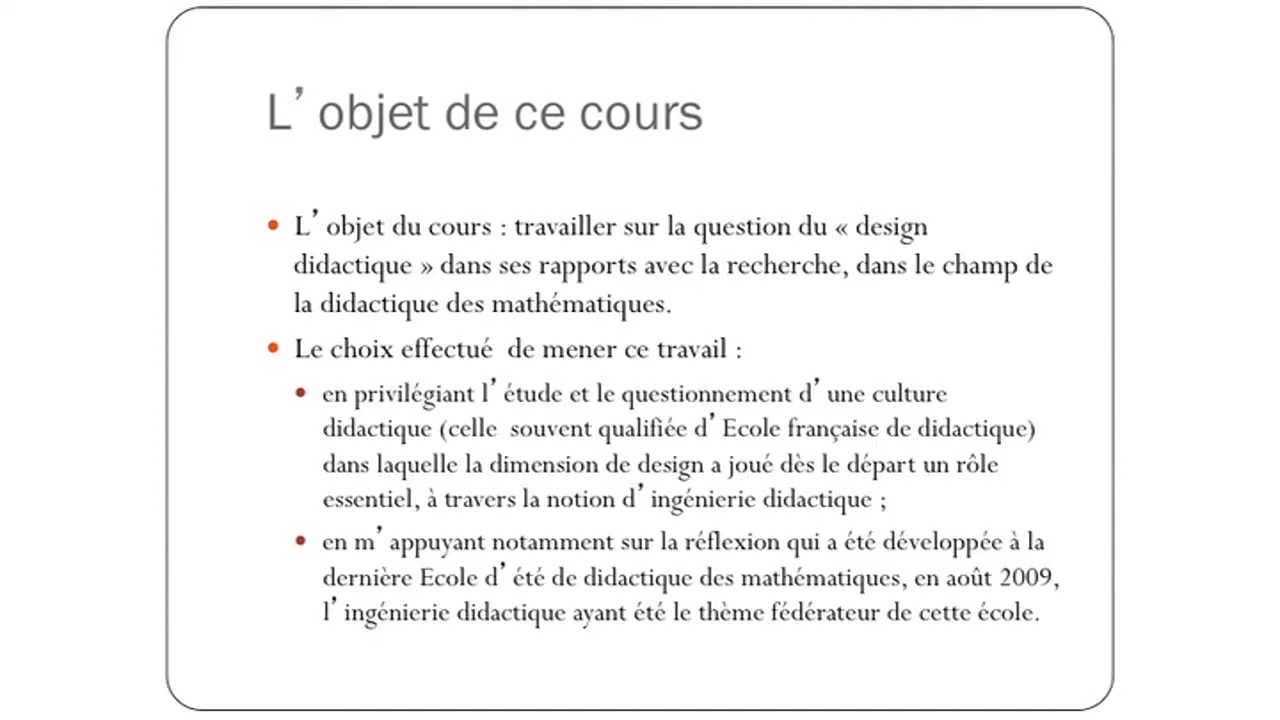 L’ objet de ce cours
• L’ objet du cours : travailler sur la question du « design
didactique » dans ses rapports avec la recherche, dans le champ de
la didactique des mathématiques.
• Le choix effectué de mener ce travail :
• en privilégiant l’ étude et le questionnement d’ une culture
didactique (celle souvent qualifiée d’ Ecole française de didactique)
dans laquelle la dimension de design a joué dès le départ un rôle
essentiel, à travers la notion d’ ingénierie didactique ;
• en m’ appuyant notamment sur la réflexion qui a été développée à la
dernière Ecole d’ été de didactique des mathématiques, en août 2009,
l’ ingénierie didactique ayant été le thème fédérateur de cette école.